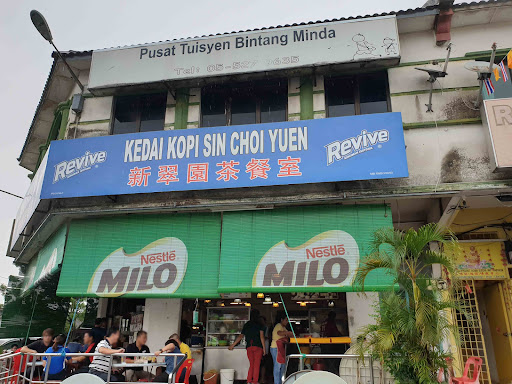 Pusat Tuisyen Bintang Minda
Revive
KEDAI KOPI SIN CHOI YUEN
新翠園茶餐室
Revive
Nestlé
MILO
Nestlé
MILO